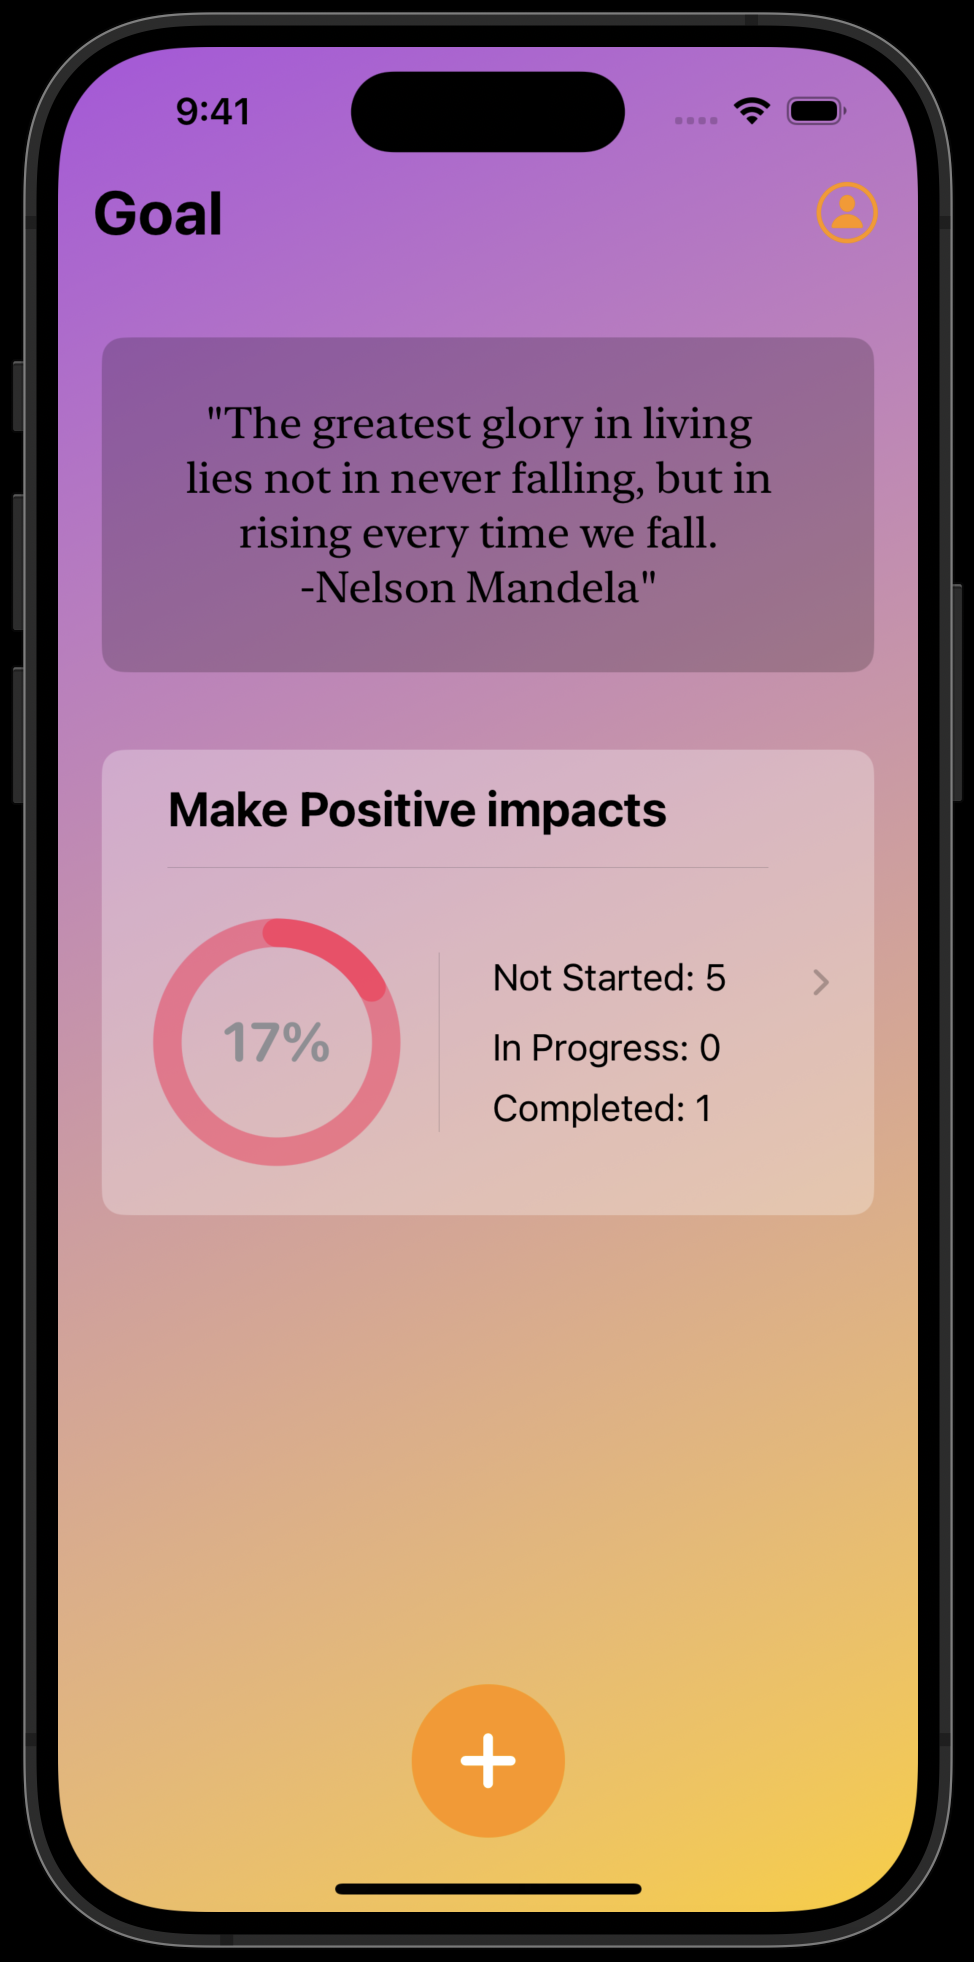 9:41
Goal
"The greatest glory in living
lies not in never falling, but in
rising every time we fall.
-Nelson Mandela"
Make Positive impacts
17%
Not Started: 5
In Progress: 0
Completed: 1